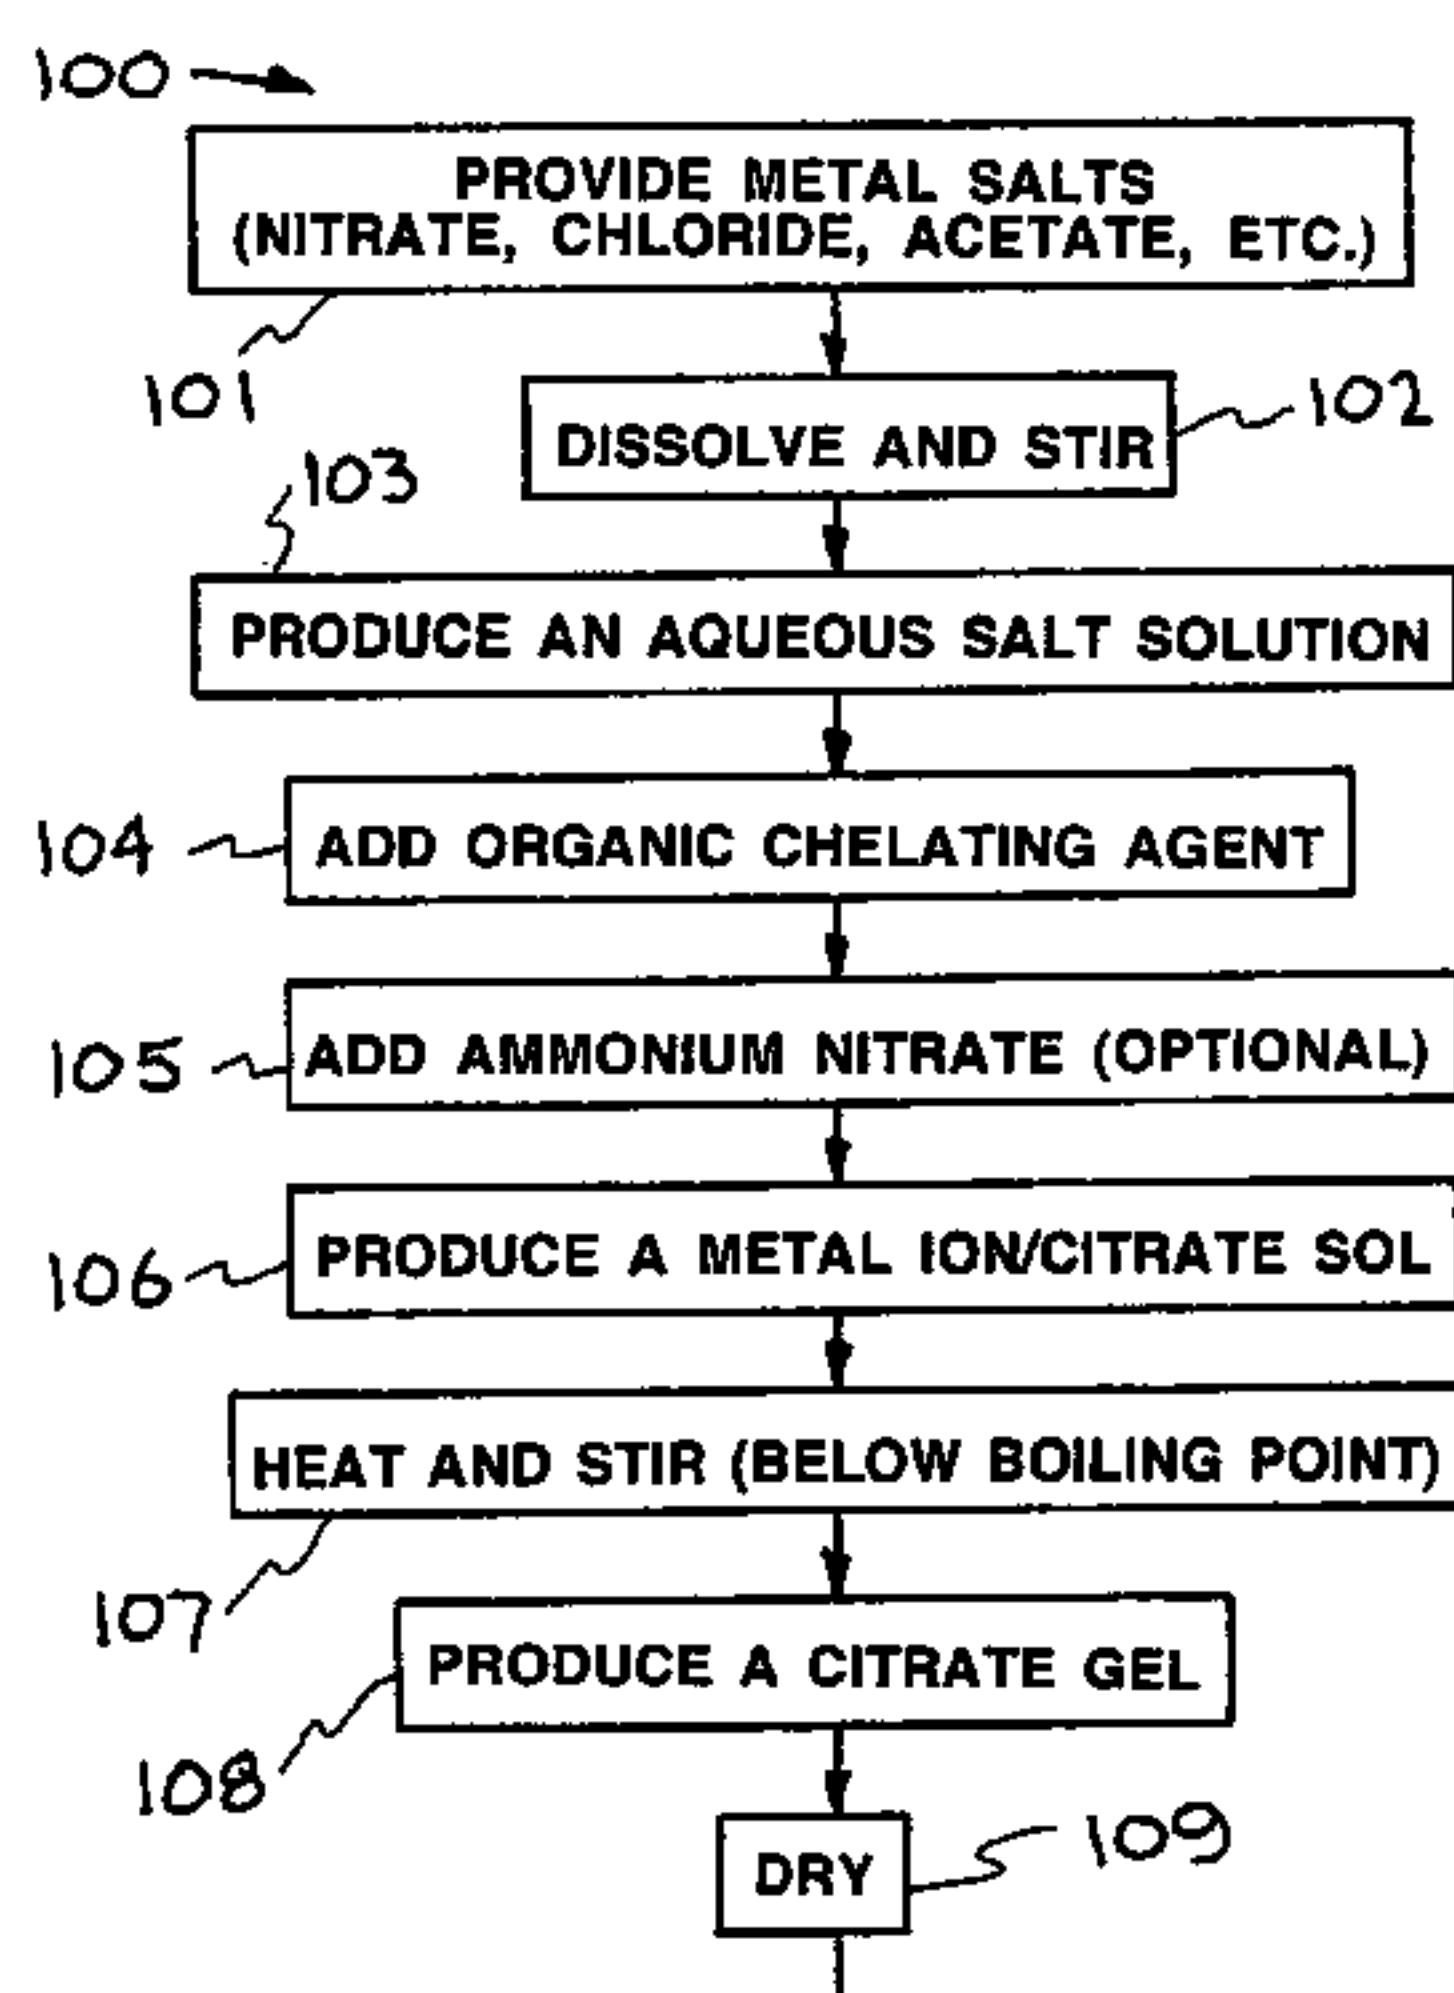 100
PROVIDE METAL SALTS
(NITRATE, CHLORIDE, ACETATE, ETC.)
101
DISSOLVE AND STIR
102
103
PRODUCE AN AQUEOUS SALT SOLUTION
104
ADD ORGANIC CHELATING AGENT
105
ADD AMMONIUM NITRATE (OPTIONAL)
106
PRODUCE A METAL ION/CITRATE SOL
HEAT AND STIR (BELOW BOILING POINT)
107
PRODUCE A CITRATE GEL
108
DRY
109